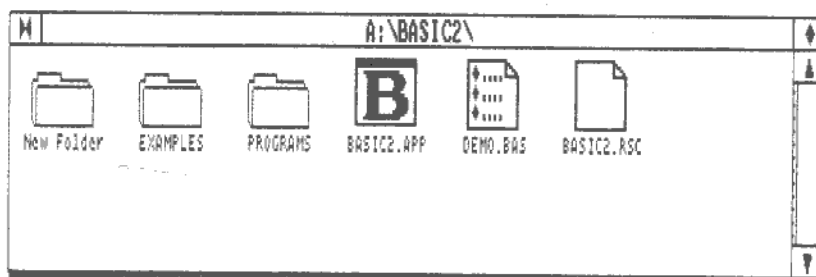 A:\BASIC2\
New Folder EXAMPLES PROGRAMS BASIC2.APP DEMO.BAS BASIC2.RSC